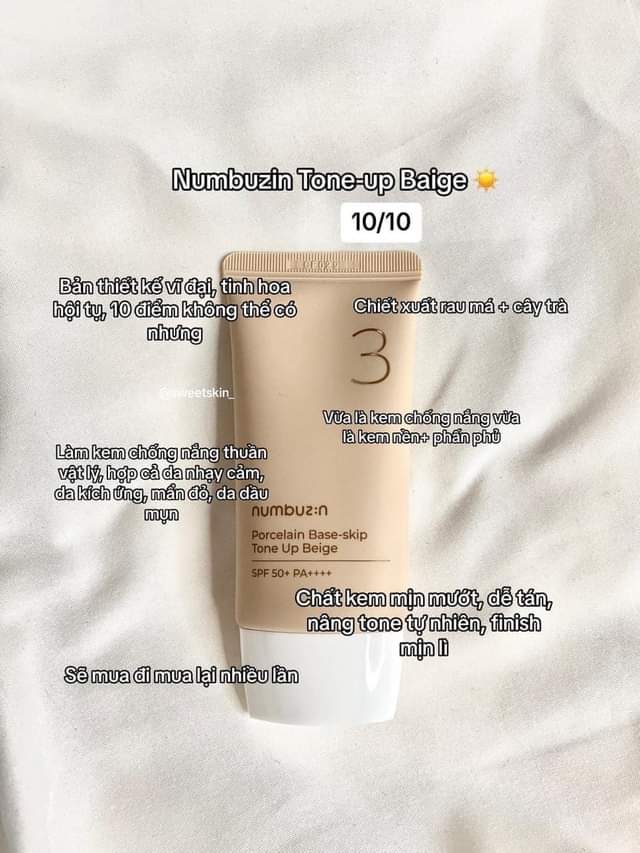 Numbuzin Tone-up Baige ☀️
10/10
Bản thiết kế vĩ đại, tinh hoa
hội tụ, 10 điểm không thể có
nhưng
Chiết xuất rau má + cây trà
3
@sweetskin_
Vừa là kem chống nắng vừa
là kem nền+ phấn phủ
Làm kem chống nắng thuần
vật lý, hợp cả da nhạy cảm,
da kích ứng, mẩn đỏ, da dầu
mụn
numbuz:n
Porcelain Base-skip
Tone Up Beige
SPF 50+ PA++++
Chất kem mịn mướt, dễ tán,
nâng tone tự nhiên, finish
mịn lì
Sẽ mua đi mua lại nhiều lần